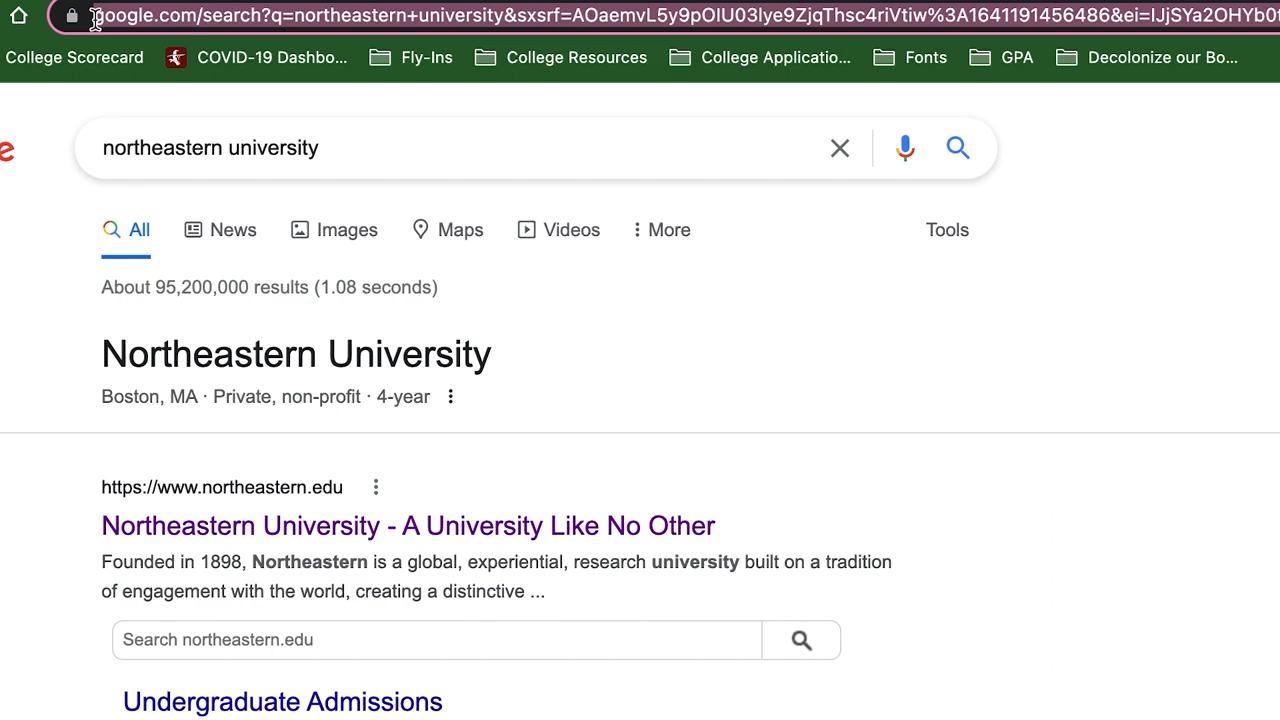 google.com/search?q=northeastern+university&sxsrf=AOaemvL5y9pOlU03lye9ZjqThsc4riVtiw%3A1641191456486&ei=IJjSYa2OHYb0t
College Scorecard COVID-19 Dashbo... Fly-Ins College Resources College Applicatio... Fonts GPA Decolonize our Bo...
e northeastern university
All News Images Maps Videos More Tools
About 95,200,000 results (1.08 seconds)
Northeastern University
Boston, MA · Private, non-profit · 4-year
https://www.northeastern.edu
Northeastern University - A University Like No Other
Founded in 1898, Northeastern is a global, experiential, research university built on a tradition
of engagement with the world, creating a distinctive ...
Search northeastern.edu
Undergraduate Admissions